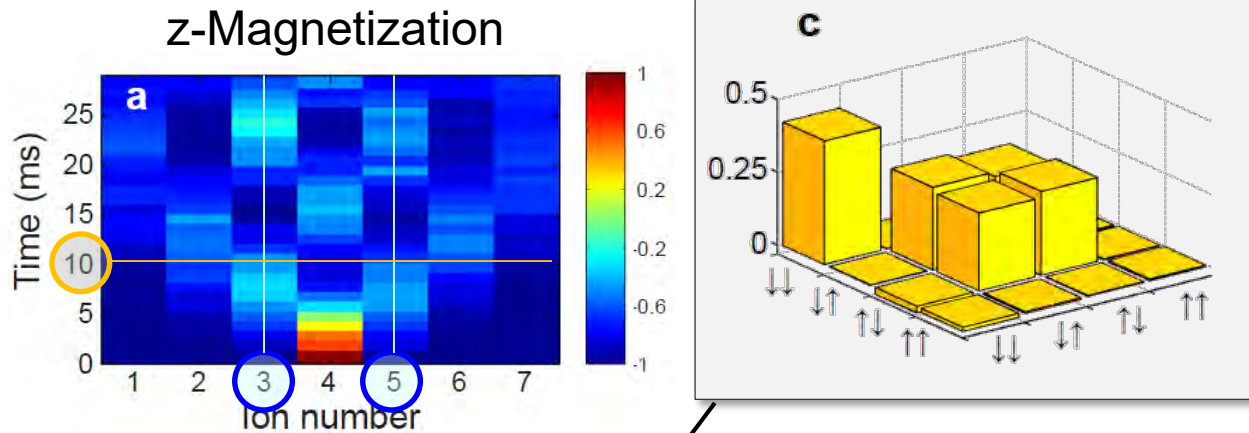 z-Magnetization
a
Time (ms)
25
20
15
10
5
0
1 2 3 4 5 6 7
Ion number
1
0.6
0.2
-0.2
-0.6
-1
c
0.5
0.25
0
↓↓ ↓↑ ↑↓ ↑↑
↓↓ ↓↑ ↑↓ ↑↑